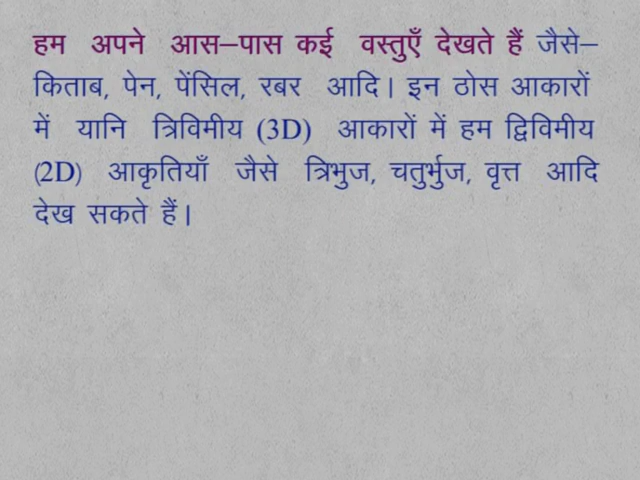 हम अपने आस–पास कई वस्तुएँ देखते हैं जैसे–
किताब, पेन, पेंसिल, रबर आदि। इन ठोस आकारों
में यानि त्रिविमीय (3D) आकारों में हम द्विविमीय
(2D) आकृतियाँ जैसे त्रिभुज, चतुर्भुज, वृत्त आदि
देख सकते हैं।